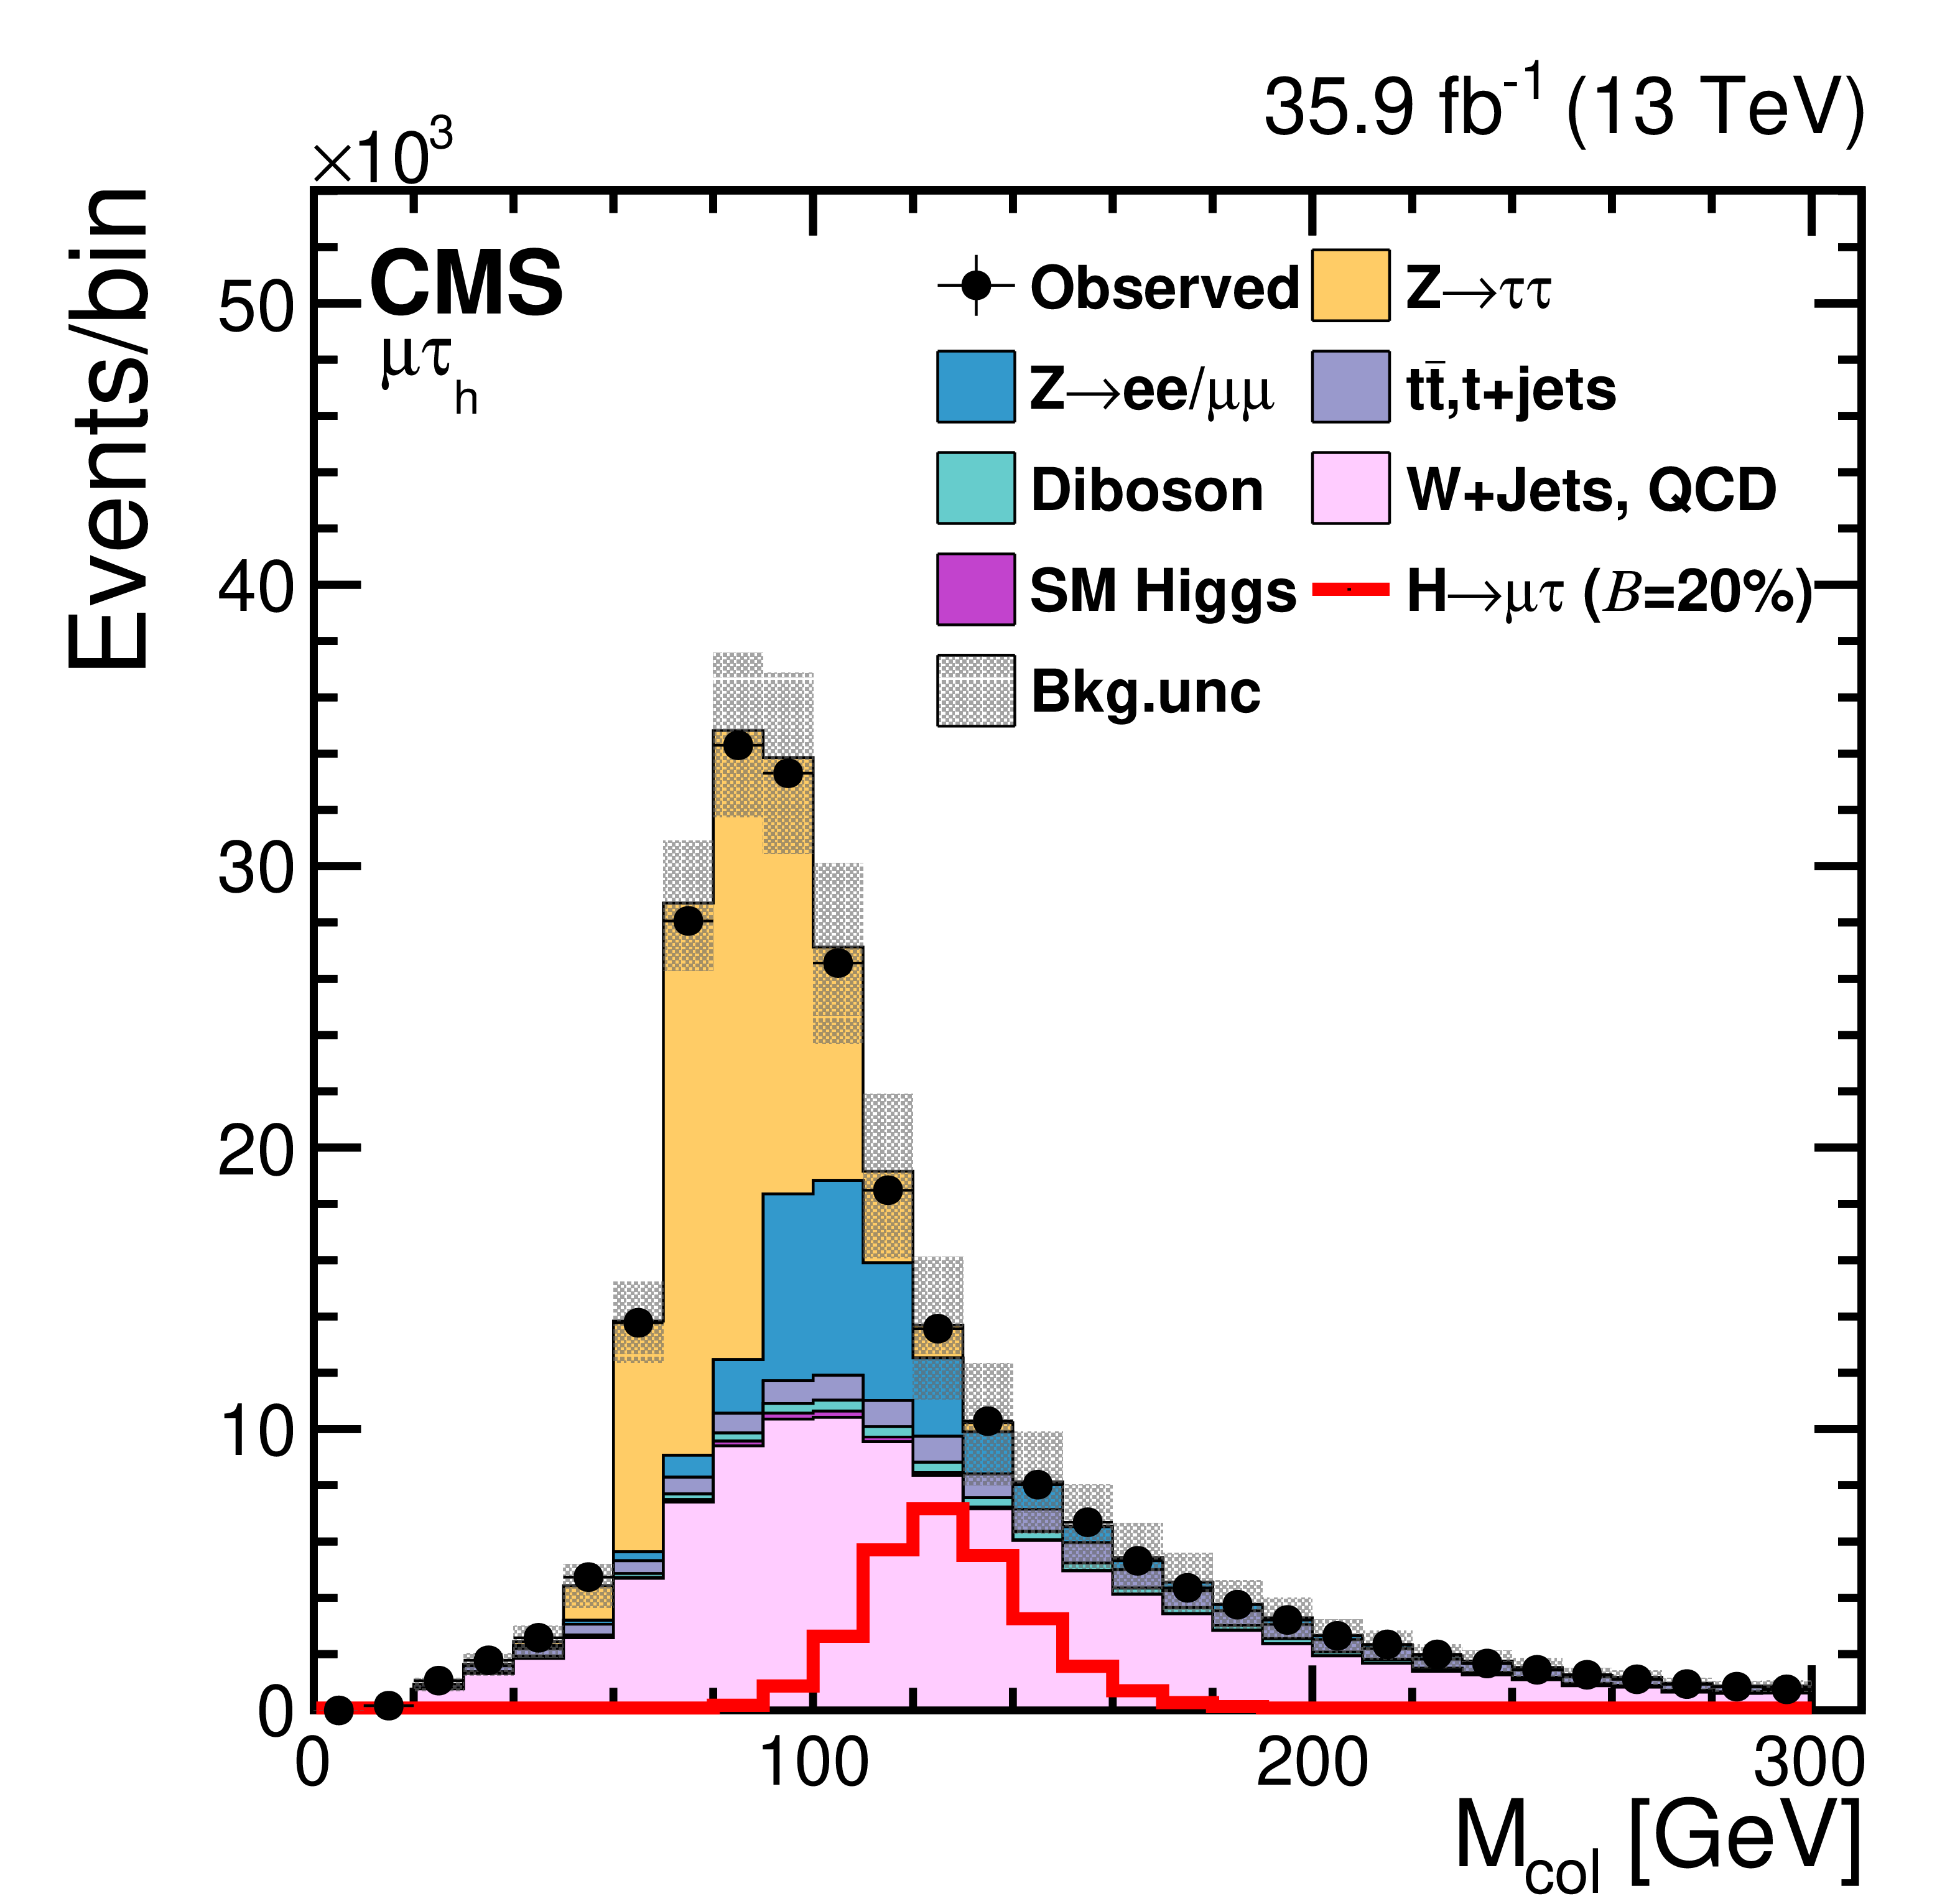 35.9 fb⁻¹ (13 TeV)
×10³
Events/bin
CMS
μτₕ
Observed
Z→ττ
Z→ee/μμ
tt̄,t+jets
Diboson
W+Jets, QCD
SM Higgs
H→μτ (B=20%)
Bkg.unc
50
40
30
20
10
0
0 100 200 300
M_col [GeV]